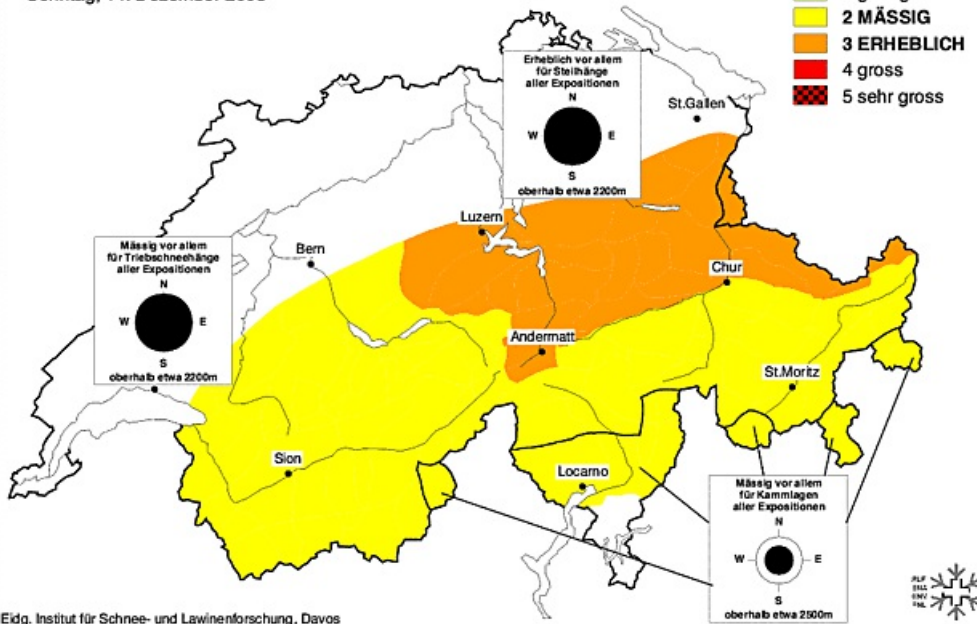 2 MÄSSIG
3 ERHEBLICH
4 gross
5 sehr gross
Erheblich vor allem
für Steilhänge
aller Expositionen
N
W E
S
oberhalb etwa 2200m
St.Gallen
Luzern
Mässig vor allem
für Triebschneehänge
aller Expositionen
N
W E
S
oberhalb etwa 2200m
Bern
Chur
Andermatt
St.Moritz
Sion
Locarno
Mässig vor allem
für Kammlagen
aller Expositionen
N
W E
S
oberhalb etwa 2500m
Eidg. Institut für Schnee- und Lawinenforschung, Davos